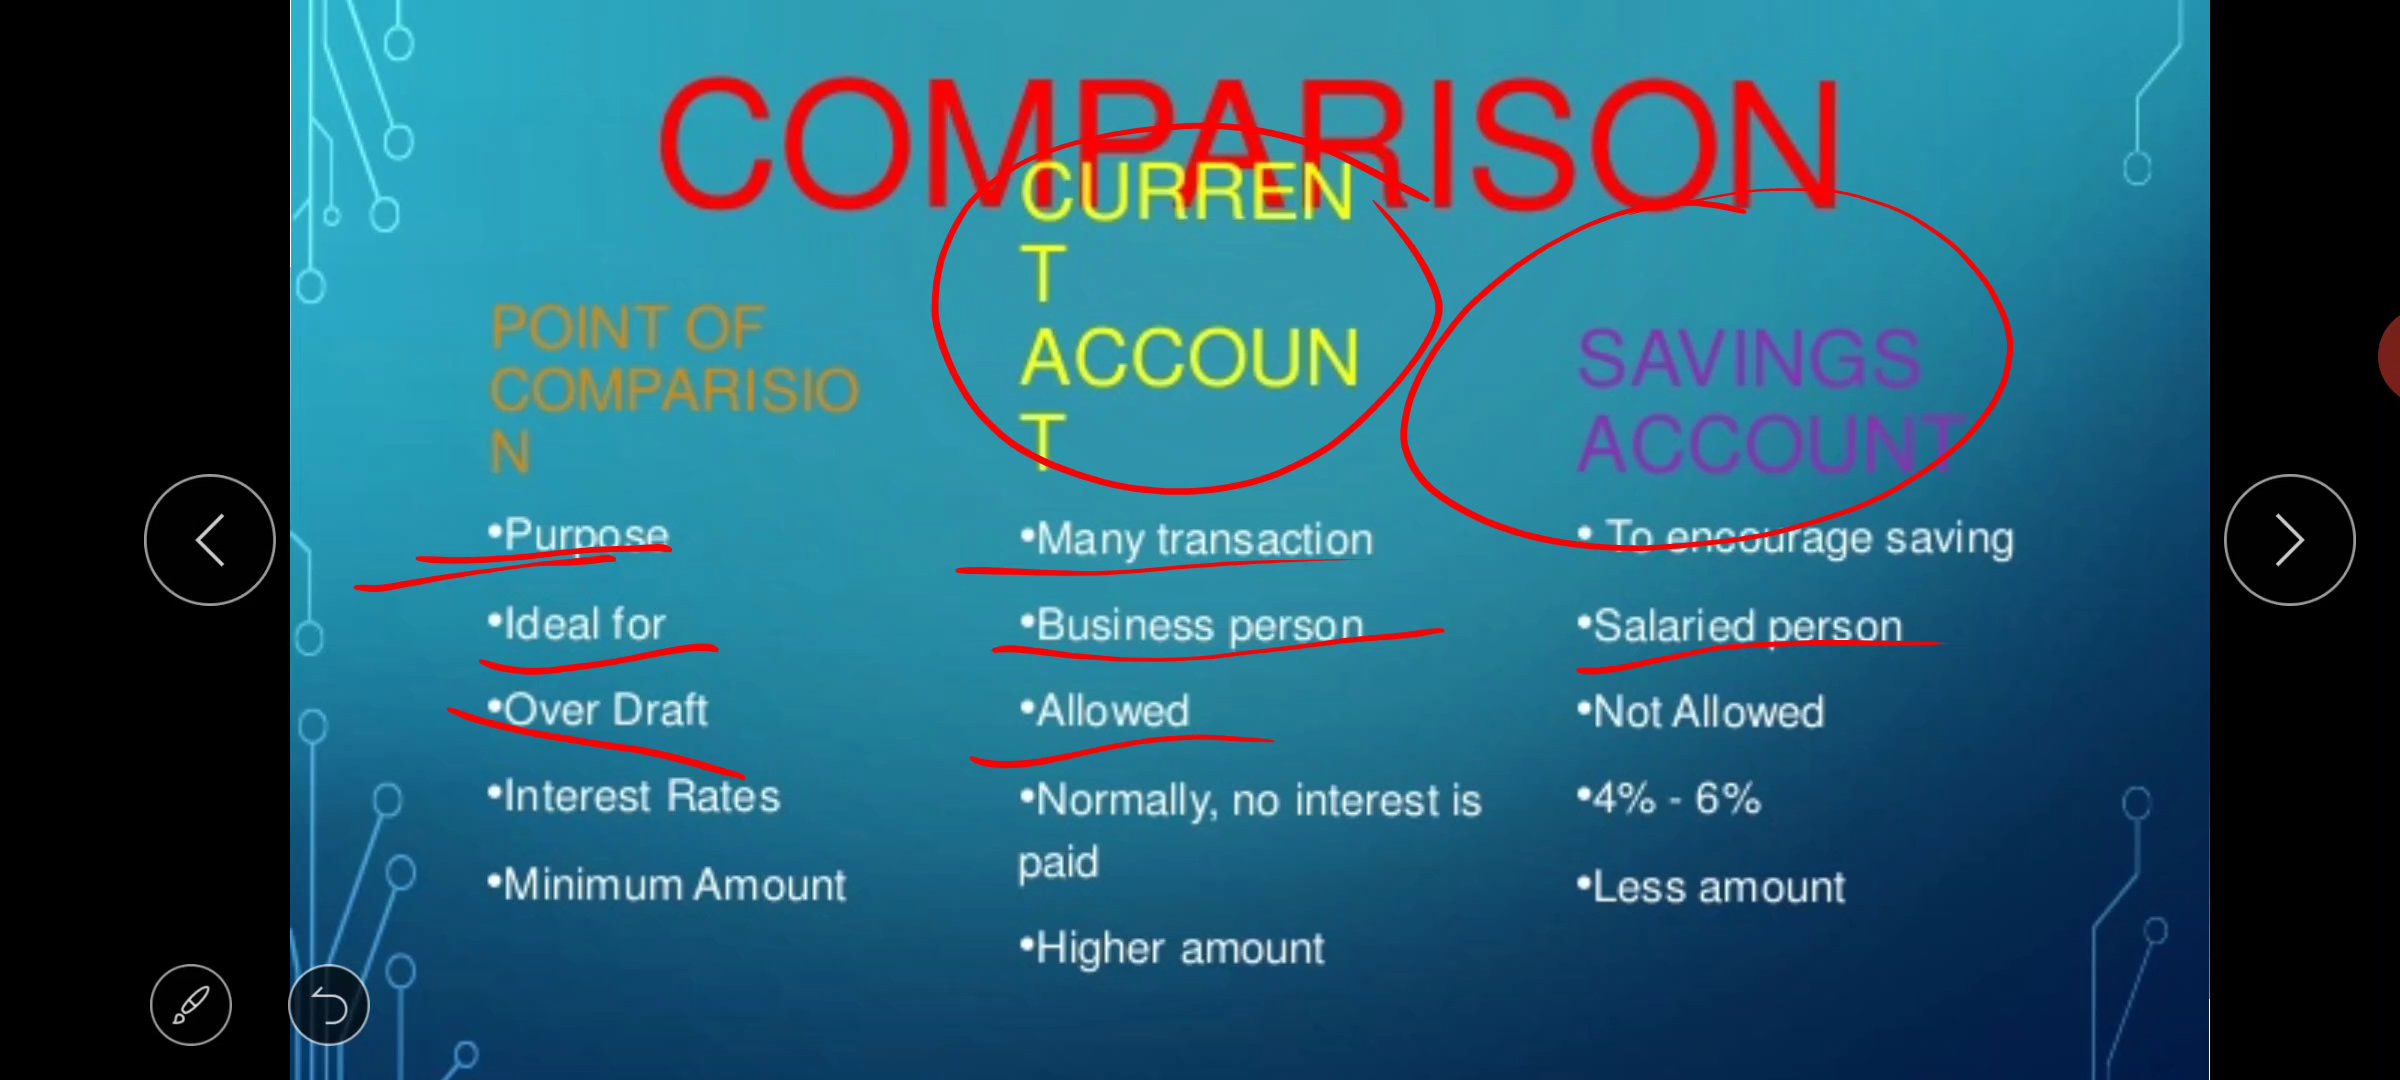 COMPARISON
POINT OF
COMPARISIO
N
•Purpose
•Ideal for
•Over Draft
•Interest Rates
•Minimum Amount
CURREN
T
ACCOUN
T
•Many transaction
•Business person
•Allowed
•Normally, no interest is
paid
•Higher amount
SAVINGS
ACCOUNT
• To encourage saving
•Salaried person
•Not Allowed
•4% - 6%
•Less amount